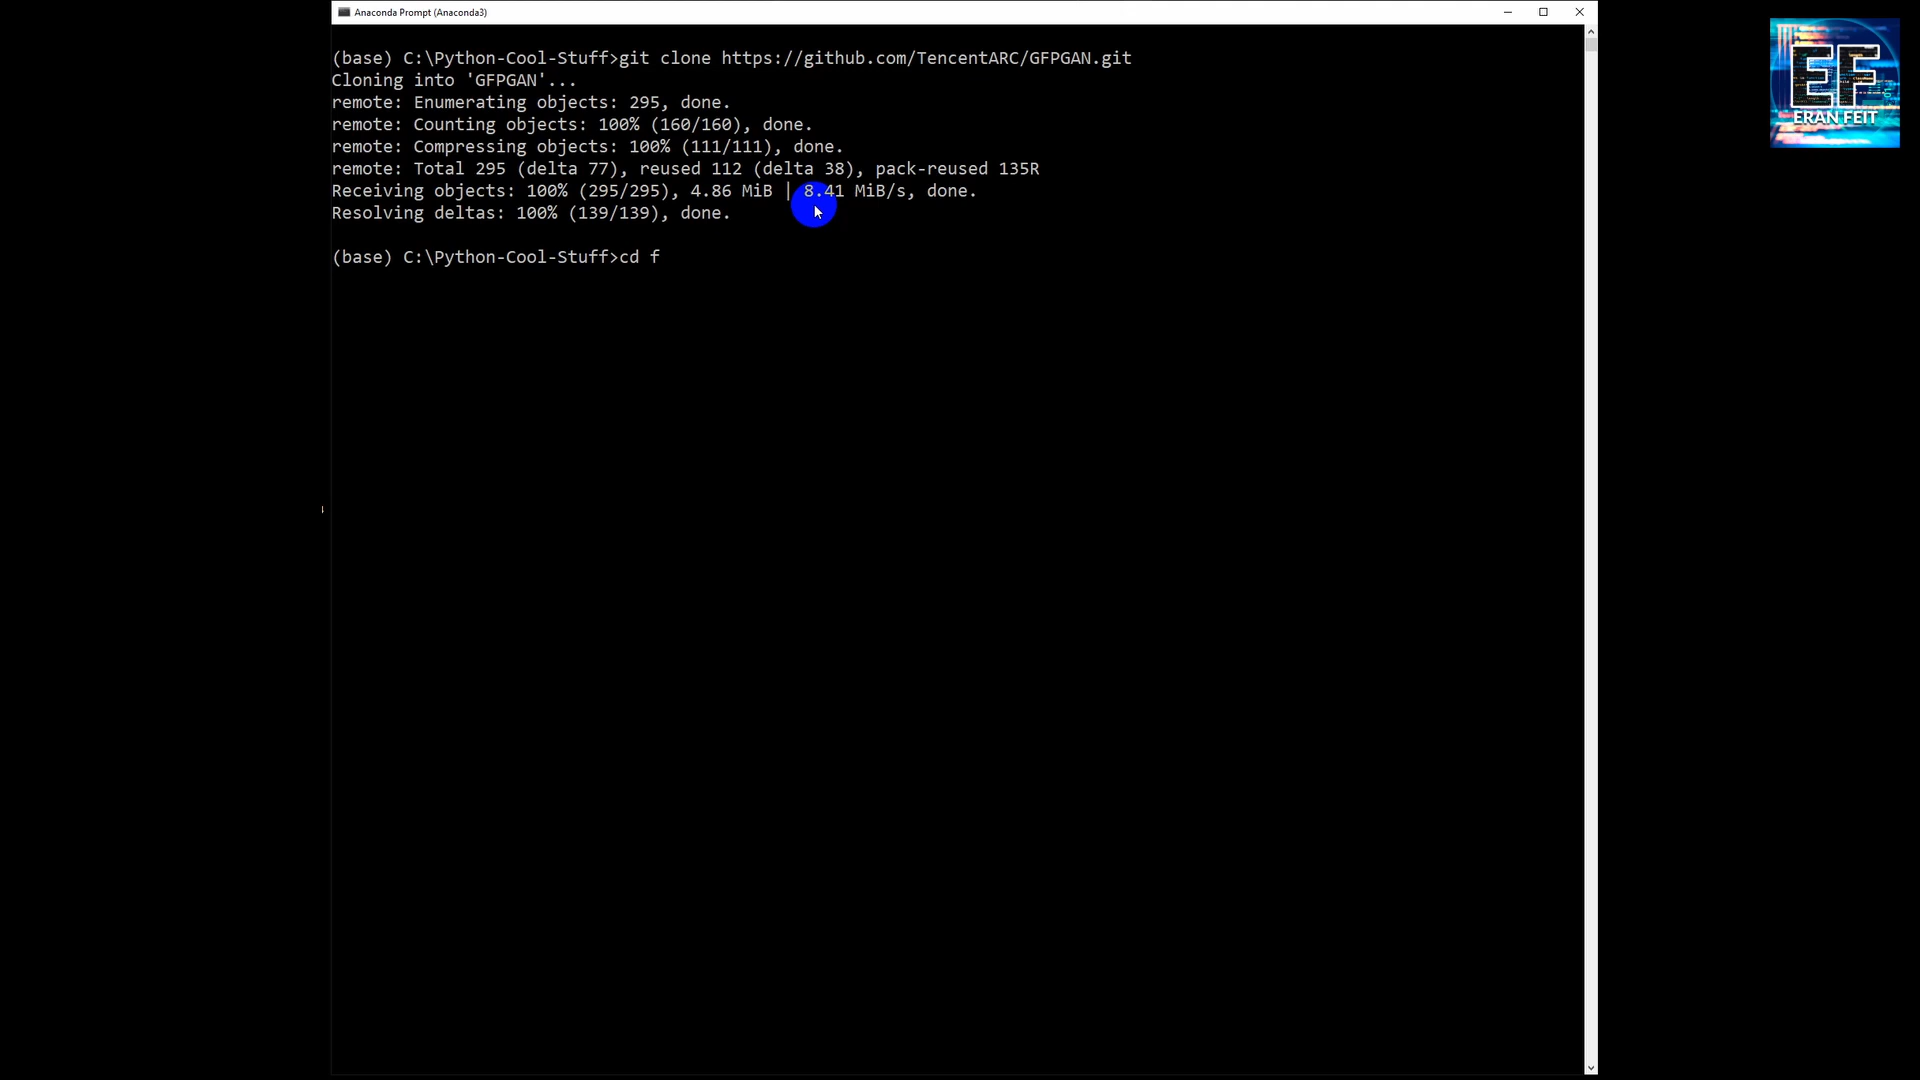 Anaconda Prompt (Anaconda3)
(base) C:\Python-Cool-Stuff>git clone https://github.com/TencentARC/GFPGAN.git
Cloning into 'GFPGAN'...
remote: Enumerating objects: 295, done.
remote: Counting objects: 100% (160/160), done.
remote: Compressing objects: 100% (111/111), done.
remote: Total 295 (delta 77), reused 112 (delta 38), pack-reused 135R
Receiving objects: 100% (295/295), 4.86 MiB | 8.41 MiB/s, done.
Resolving deltas: 100% (139/139), done.
(base) C:\Python-Cool-Stuff>cd f
EF
ERAN FEIT